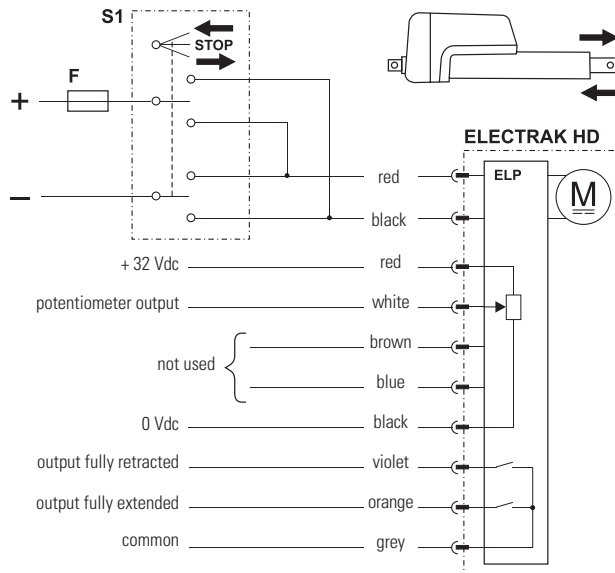 S1
STOP
F
+
–
ELECTRAK HD
ELP
M
red
black
+ 32 Vdc red
potentiometer output white
not used
brown
blue
0 Vdc black
output fully retracted violet
output fully extended orange
common grey